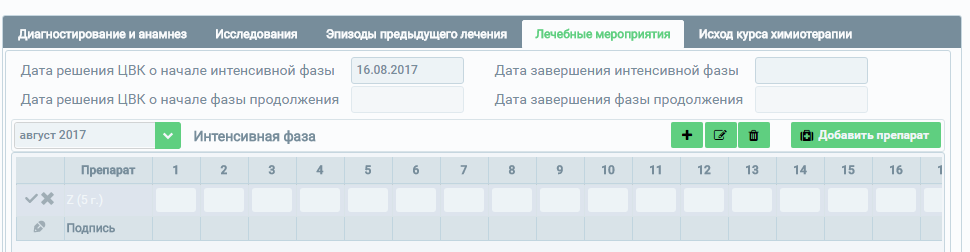 Диагностирование и анамнез Исследования Эпизоды предыдущего лечения Лечебные мероприятия Исход курса химиотерапии
Дата решения ЦВК о начале интенсивной фазы 16.08.2017 Дата завершения интенсивной фазы
Дата решения ЦВК о начале фазы продолжения Дата завершения фазы продолжения
август 2017 Интенсивная фаза Добавить препарат
Препарат 1 2 3 4 5 6 7 8 9 10 11 12 13 14 15 16
Z (5 г.)
Подпись